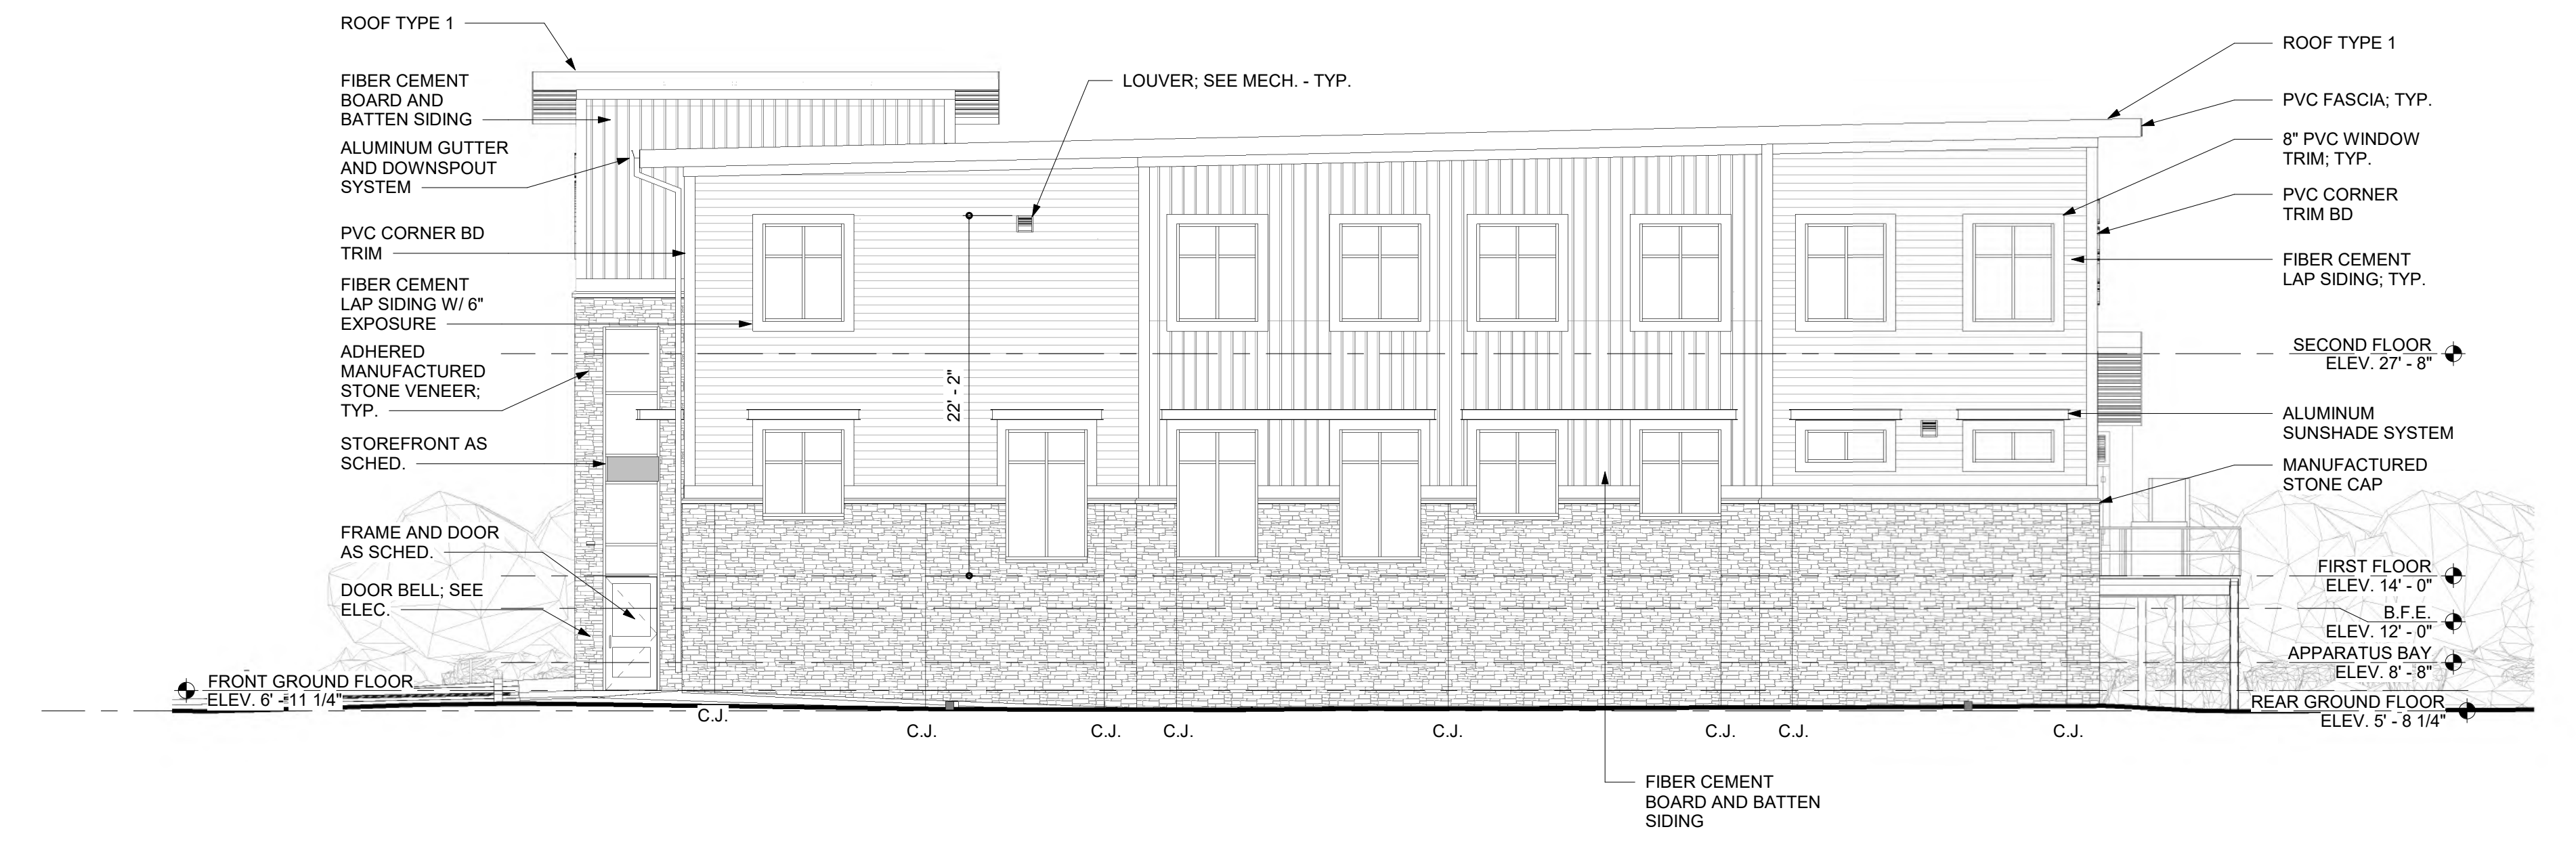 ROOF TYPE 1
FIBER CEMENT
BOARD AND
BATTEN SIDING
ALUMINUM GUTTER
AND DOWNSPOUT
SYSTEM
PVC CORNER BD
TRIM
FIBER CEMENT
LAP SIDING W/ 6"
EXPOSURE
ADHERED
MANUFACTURED
STONE VENEER;
TYP.
STOREFRONT AS
SCHED.
FRAME AND DOOR
AS SCHED.
DOOR BELL; SEE
ELEC.
FRONT GROUND FLOOR
ELEV. 6' - 11 1/4"
LOUVER; SEE MECH. - TYP.
22' - 2"
C.J.
C.J.
C.J.
C.J.
C.J.
C.J.
C.J.
C.J.
FIBER CEMENT
BOARD AND BATTEN
SIDING
ROOF TYPE 1
PVC FASCIA; TYP.
8" PVC WINDOW
TRIM; TYP.
PVC CORNER
TRIM BD
FIBER CEMENT
LAP SIDING; TYP.
SECOND FLOOR
ELEV. 27' - 8"
ALUMINUM
SUNSHADE SYSTEM
MANUFACTURED
STONE CAP
FIRST FLOOR
ELEV. 14' - 0"
B.F.E.
ELEV. 12' - 0"
APPARATUS BAY
ELEV. 8' - 8"
REAR GROUND FLOOR
ELEV. 5' - 8 1/4"